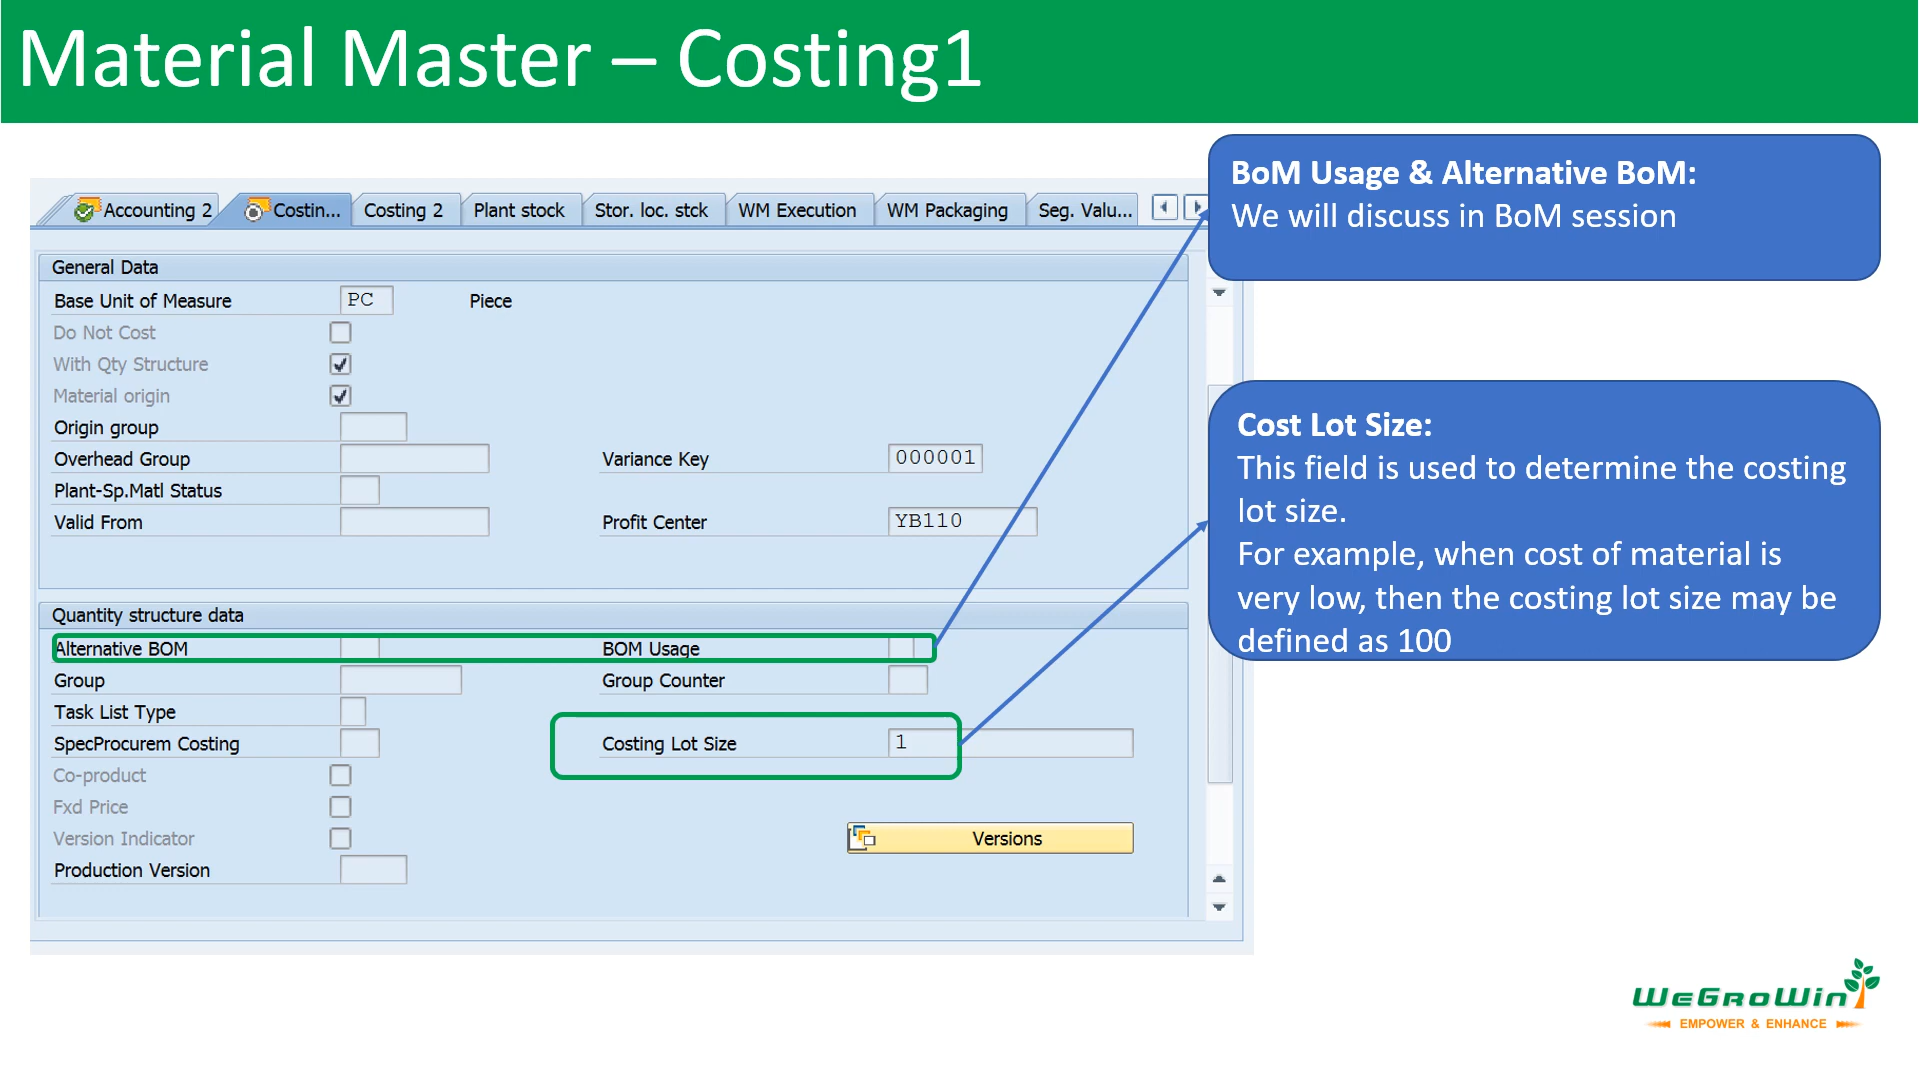 Material Master – Costing1
Accounting 2
Costin...
Costing 2
Plant stock
Stor. loc. stck
WM Execution
WM Packaging
Seg. Valu...
BoM Usage & Alternative BoM:
We will discuss in BoM session
General Data
Base Unit of Measure PC Piece
Do Not Cost
With Qty Structure
Material origin
Origin group
Overhead Group Variance Key 000001
Plant-Sp.Matl Status
Valid From Profit Center YB110
Cost Lot Size:
This field is used to determine the costing
lot size.
For example, when cost of material is
very low, then the costing lot size may be
defined as 100
Quantity structure data
Alternative BOM BOM Usage
Group Group Counter
Task List Type
SpecProcurem Costing Costing Lot Size 1
Co-product
Fxd Price
Version Indicator Versions
Production Version
WeGroWin
EMPOWER & ENHANCE